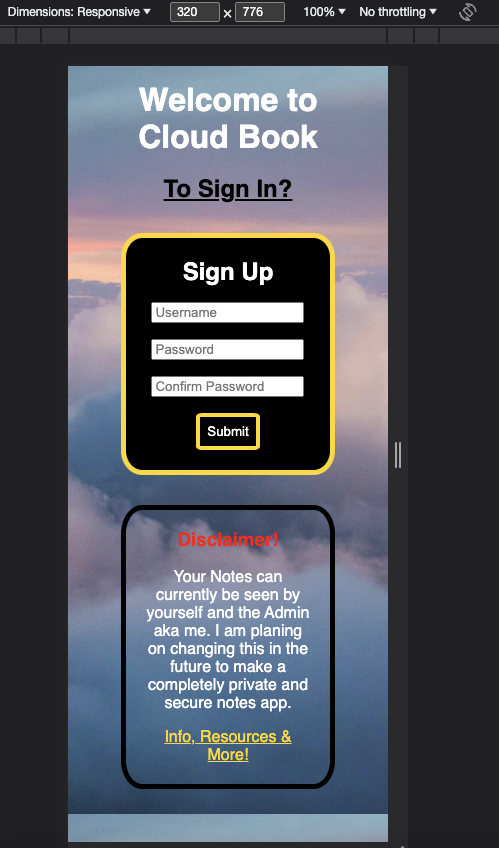 Dimensions: Responsive ▼ 320 x 776 100% ▼ No throttling ▼
Welcome to
Cloud Book
To Sign In?
Sign Up
Username
Password
Confirm Password
Submit
Disclaimer!
Your Notes can
currently be seen by
yourself and the Admin
aka me. I am planing
on changing this in the
future to make a
completely private and
secure notes app.
Info, Resources &
More!